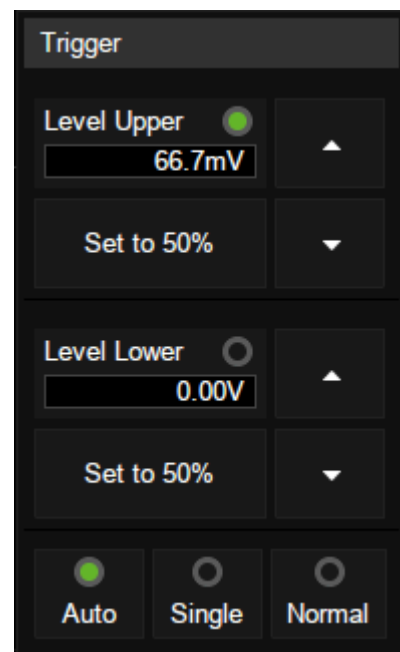 Trigger
Level Upper
66.7mV
Set to 50%
Level Lower
0.00V
Set to 50%
Auto Single Normal